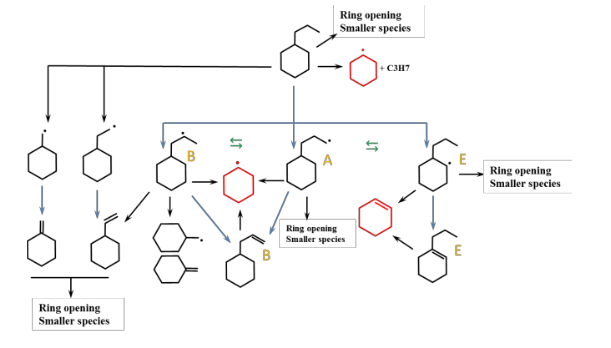 Ring opening
Smaller species
+ C3H7
B
A
E
Ring opening
Smaller species
Ring opening
Smaller species
B
E
Ring opening
Smaller species